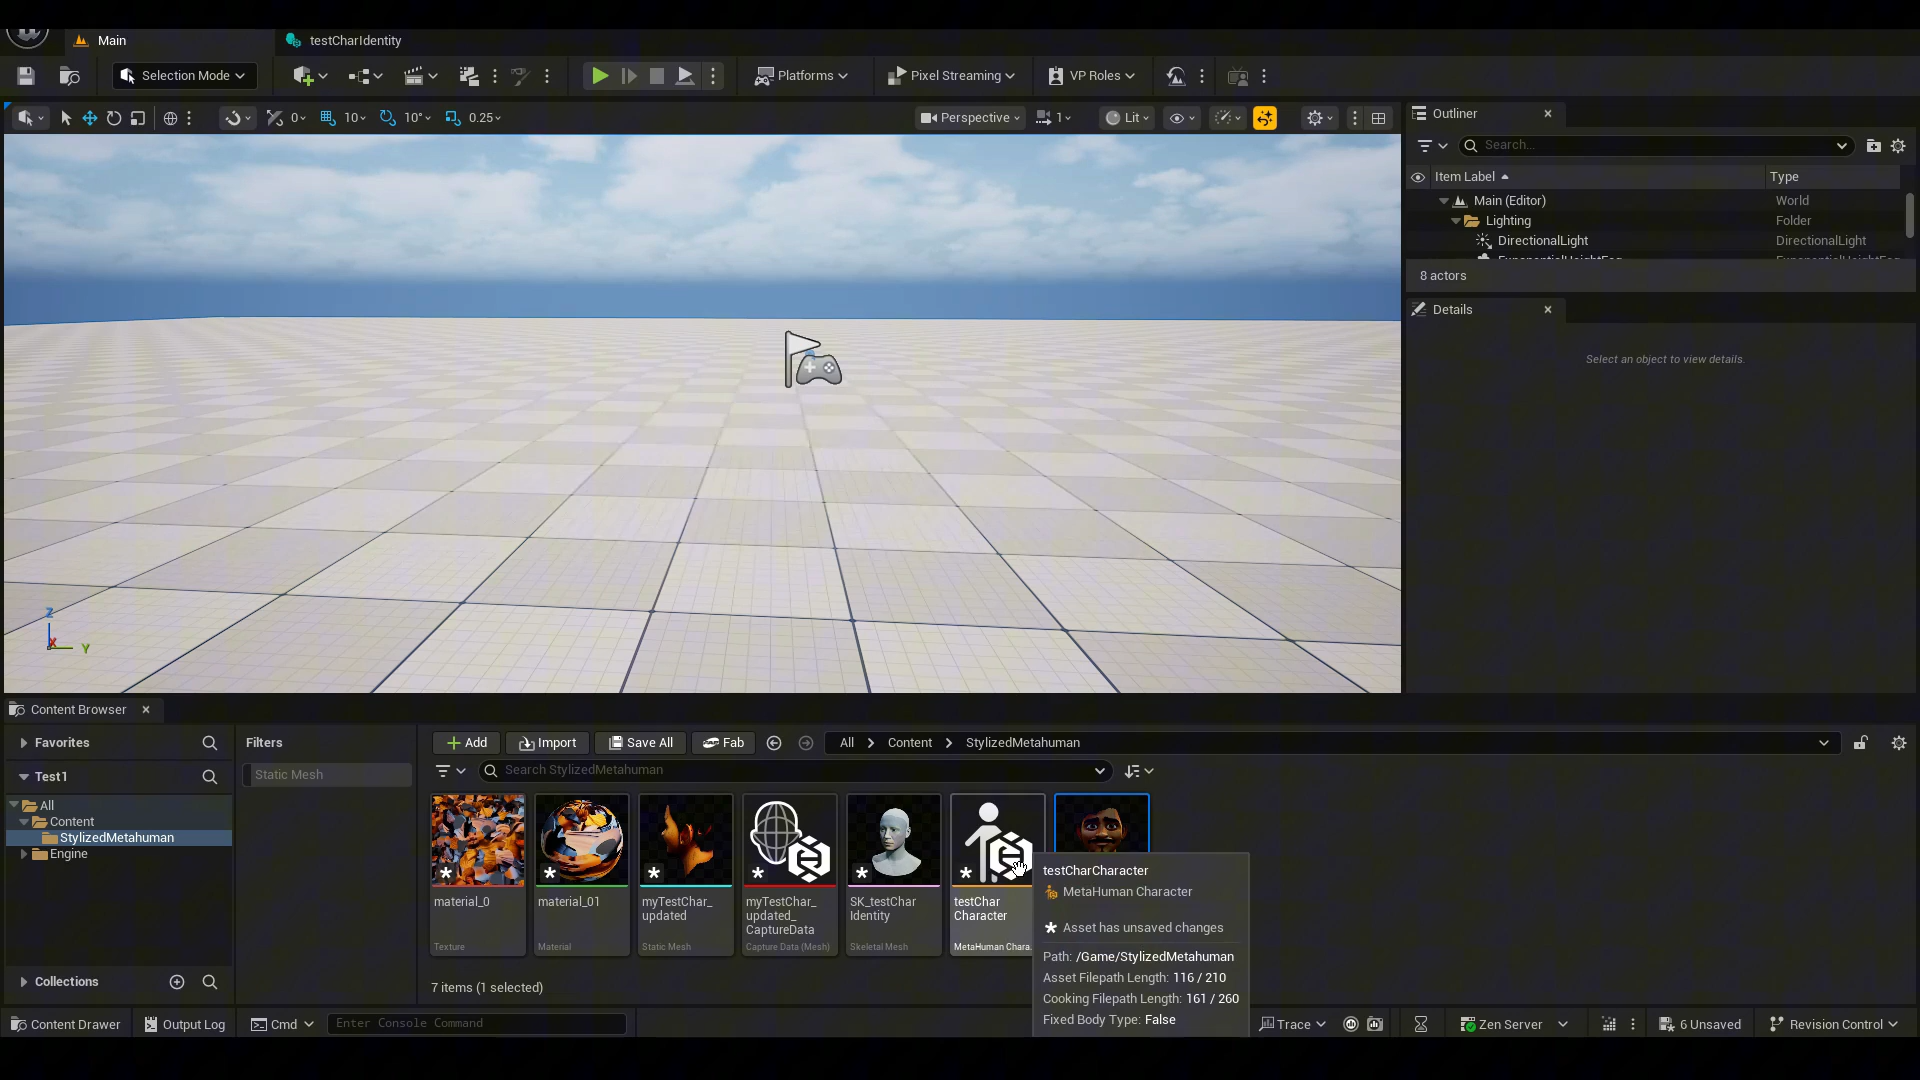 Main
testCharIdentity
Selection Mode
Platforms
Pixel Streaming
VP Roles
0
10
10°
0.25
Perspective
1
Lit
Outliner
Search...
Item Label
Type
Main (Editor)
World
Lighting
Folder
DirectionalLight
DirectionalLight
ExponentialHeightFog
8 actors
Details
Select an object to view details.
Z
X
Y
Content Browser
Favorites
Filters
Add
Import
Save All
Fab
All
Content
StylizedMetahuman
Test1
Static Mesh
Search StylizedMetahuman
All
Content
StylizedMetahuman
Engine
material_0
Texture
material_01
Material
myTestChar_
updated
Static Mesh
myTestChar_
updated_
CaptureData
Capture Data (Mesh)
SK_testChar
Identity
Skeletal Mesh
testChar
Character
MetaHuman Chara.
testCharCharacter
MetaHuman Character
Asset has unsaved changes
Path: /Game/StylizedMetahuman
Asset Filepath Length: 116 / 210
Cooking Filepath Length: 161 / 260
Fixed Body Type: False
Collections
7 items (1 selected)
Content Drawer
Output Log
Cmd
Enter Console Command
Trace
Zen Server
6 Unsaved
Revision Control